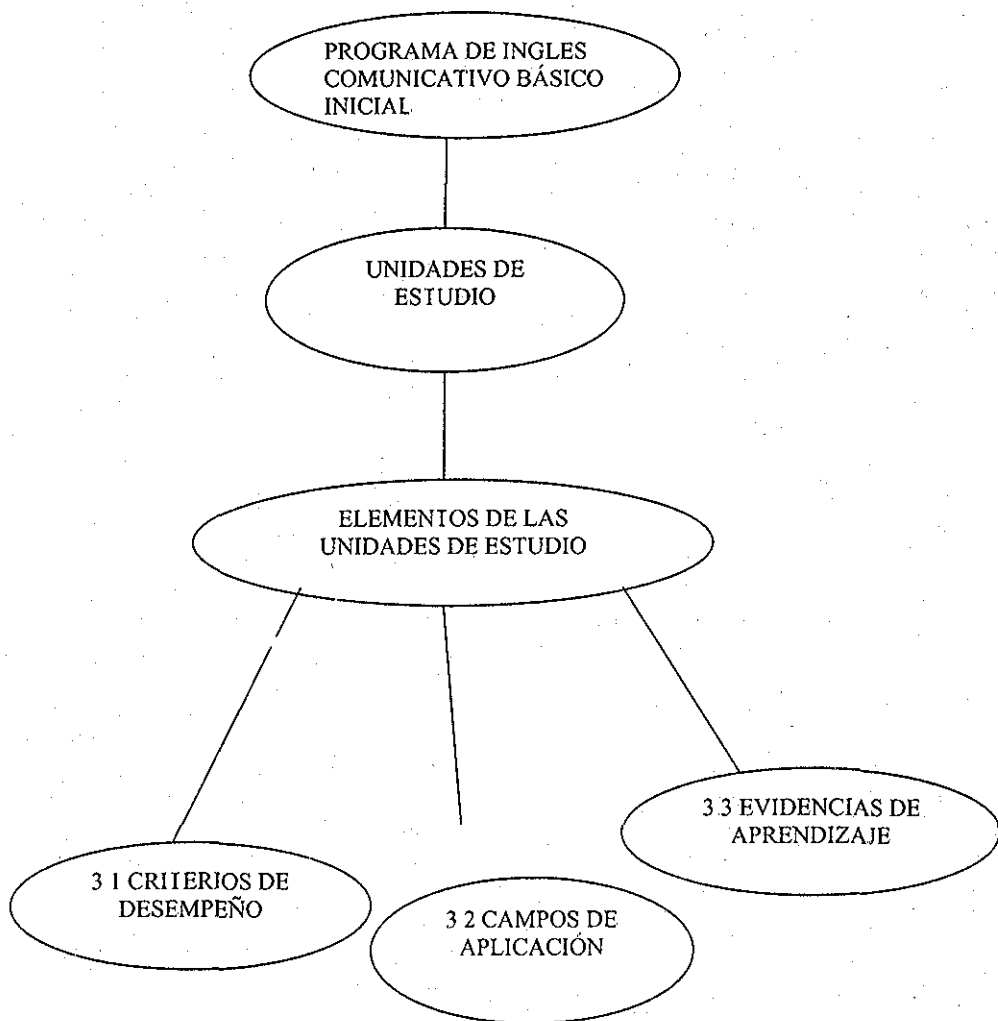 PROGRAMA DE INGLES
COMUNICATIVO BÁSICO
INICIAL
UNIDADES DE
ESTUDIO
ELEMENTOS DE LAS
UNIDADES DE ESTUDIO
3.3 EVIDENCIAS DE
APRENDIZAJE
3 1 CRITERIOS DE
DESEMPEÑO
3 2 CAMPOS DE
APLICACIÓN